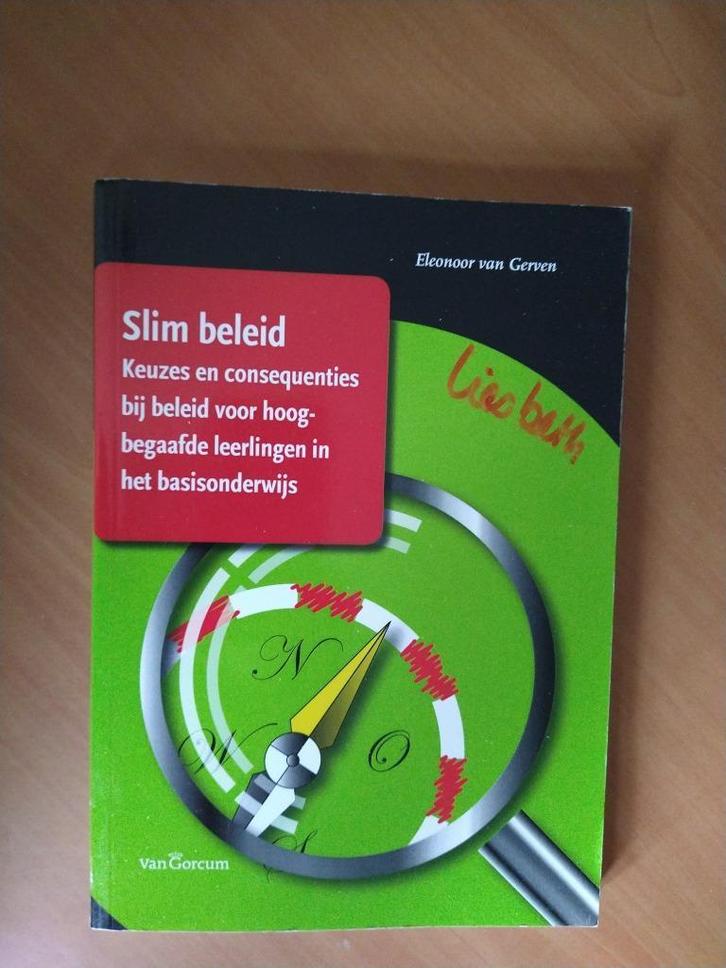 Eleonoor van Gerven
Slim beleid
Keuzes en consequenties
bij beleid voor hoog-
begaafde leerlingen in
het basisonderwijs
Liesbeth
N
W
O
S
van Gorcum